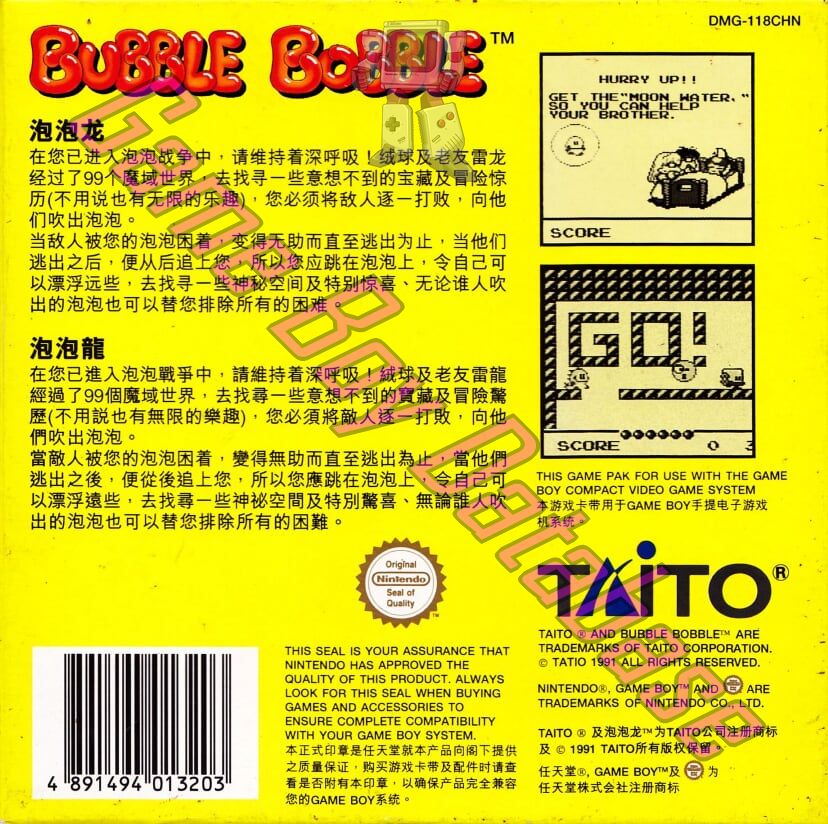 BUBBLE BOBBLE™
DMG-118CHN
泡泡龙
在您已进入泡泡战争中，请維持着深呼吸！绒球及老友雷龙
经过了99个魔域世界，去找寻一些意想不到的宝藏及冒险惊
历(不用说也有无限的乐趣)，您必须将敌人逐一打败，向他
们吹出泡泡。
当敌人被您的泡泡困着，变得无助而直至逃出为止，当他们
逃出之后，便从后追上您，所以您应跳在泡泡上，令自己可
以漂浮远些，去找寻一些神秘空间及特别惊喜、无论谁人吹
出的泡泡也可以替您排除所有的困难。
泡泡龍
在您已進入泡泡戰爭中，請維持着深呼吸！絨球及老友雷龍
經過了99個魔域世界，去找尋一些意想不到的寶藏及冒險驚
歷(不用説也有無限的樂趣)，您必須將敵人逐一打敗，向他
們吹出泡泡。
當敵人被您的泡泡困着，變得無助而直至逃出為止，當他們
逃出之後，便從後追上您，所以您應跳在泡泡上，令自己可
以漂浮遠些，去找尋一些神祕空間及特別驚喜、無論誰人吹
出的泡泡也可以替您排除所有的困難。
HURRY UP!!
GET THE"MOON WATER,"
SO YOU CAN HELP
YOUR BROTHER.
SCORE
GO!
SCORE 0 3
THIS GAME PAK FOR USE WITH THE GAME
BOY COMPACT VIDEO GAME SYSTEM
本游戏卡带用于GAME BOY手提电子游戏
机系统。
TAITO®
TAITO ® AND BUBBLE BOBBLE™ ARE
TRADEMARKS OF TAITO CORPORATION.
© TATIO 1991 ALL RIGHTS RESERVED.
NINTENDO®, GAME BOY™ AND ARE
TRADEMARKS OF NINTENDO CO., LTD.
TAITO ® 及泡泡龙™为TAITO公司注册商标
及 © 1991 TAITO所有版权保留。
任天堂®, GAME BOY™及 为
任天堂株式会社注册商标
Original
Nintendo
Seal of
Quality
™
THIS SEAL IS YOUR ASSURANCE THAT
NINTENDO HAS APPROVED THE
QUALITY OF THIS PRODUCT. ALWAYS
LOOK FOR THIS SEAL WHEN BUYING
GAMES AND ACCESSORIES TO
ENSURE COMPLETE COMPATIBILITY
WITH YOUR GAME BOY SYSTEM.
本正式印章是任天堂就本产品向阁下提供
之质量保证，购买游戏卡带及配件时请查
看是否附有本印章，以确保产品完全兼容
您的GAME BOY系统。
4 891494 013203
Game Boy Database